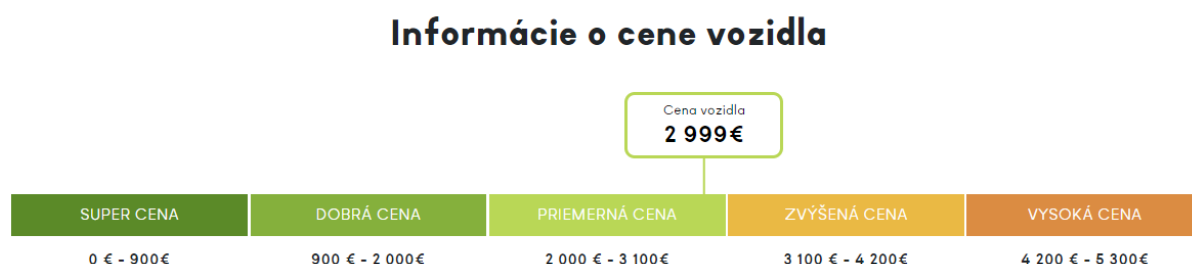 Informácie o cene vozidla
Cena vozidla
2 999€
SUPER CENA DOBRÁ CENA PRIEMERNÁ CENA ZVÝŠENÁ CENA VYSOKÁ CENA
0 € - 900€ 900 € - 2 000€ 2 000 € - 3 100€ 3 100 € - 4 200€ 4 200 € - 5 300€